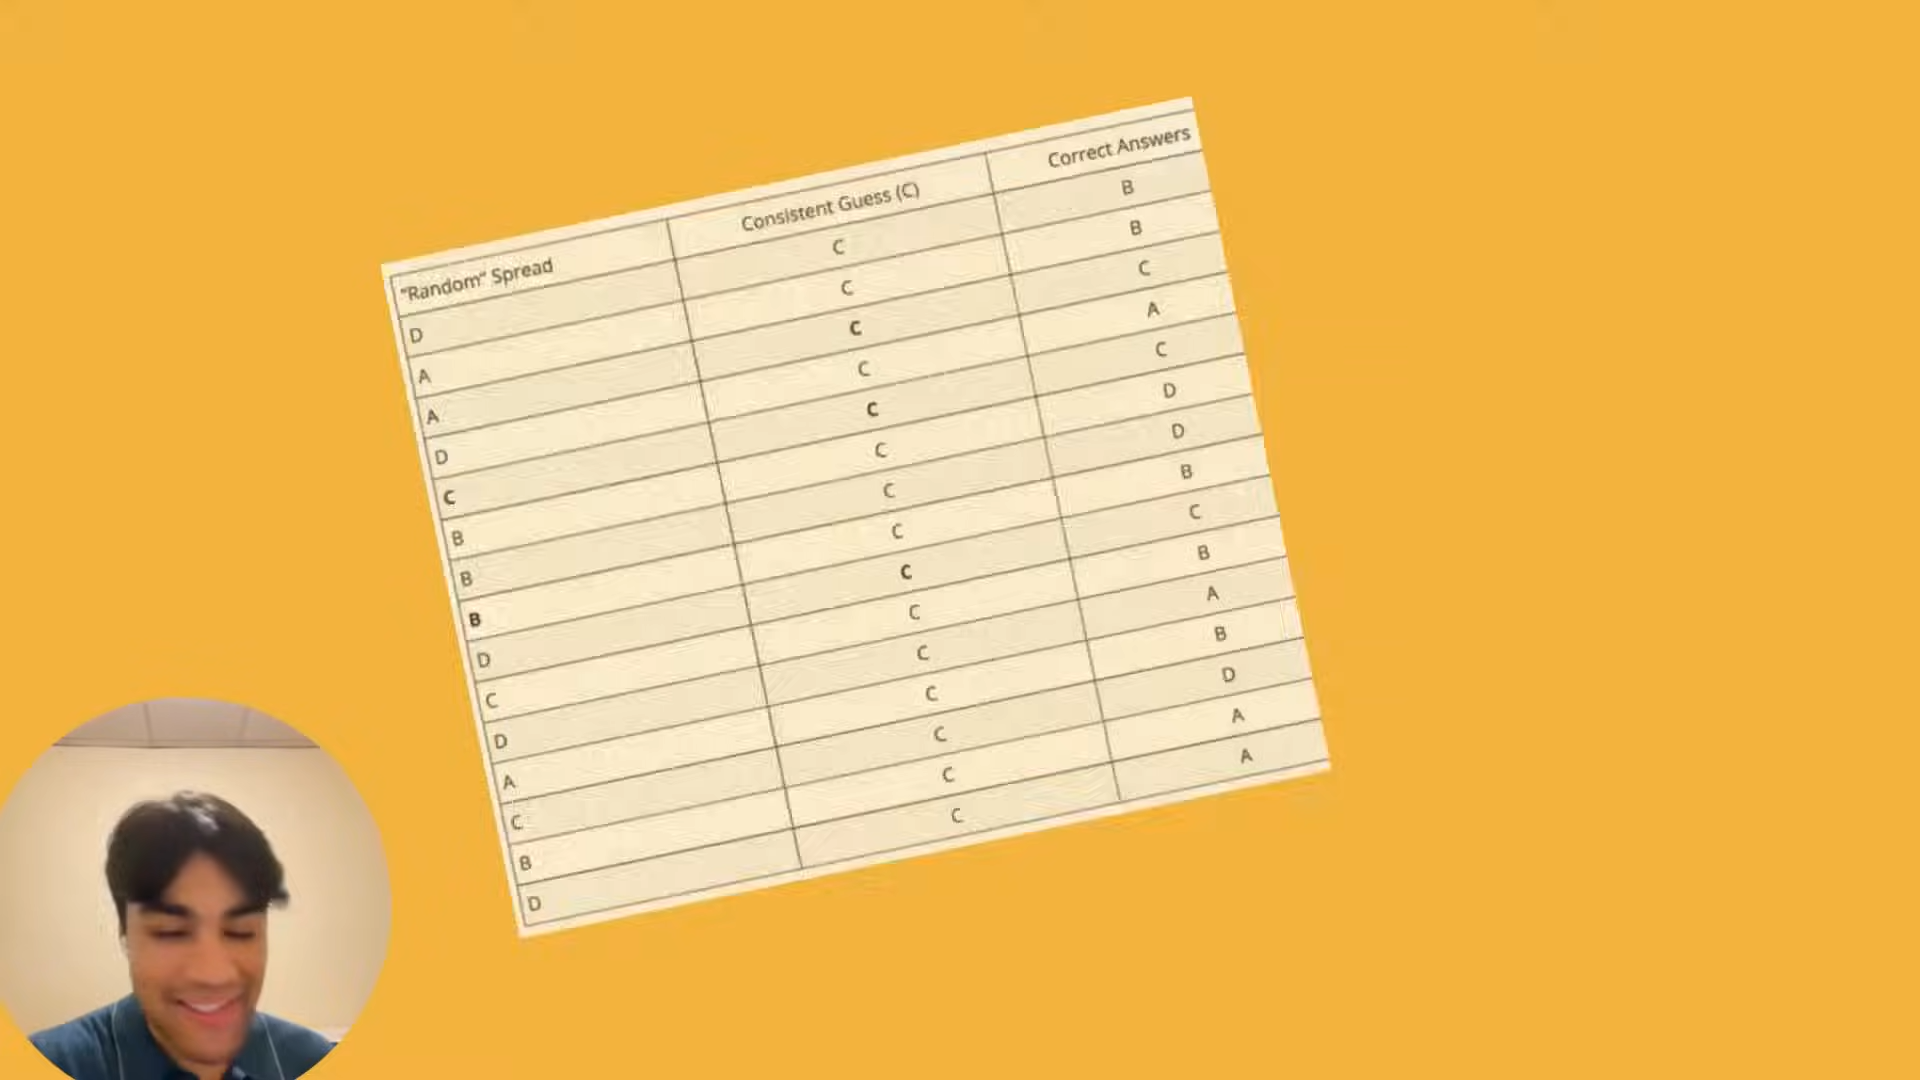 "Random" Spread Consistent Guess (C) Correct Answers
D C B
A C B
A C C
D C A
C C C
B C D
B C D
B C B
D C C
C C B
D C A
A C B
C C D
B C A
D C A